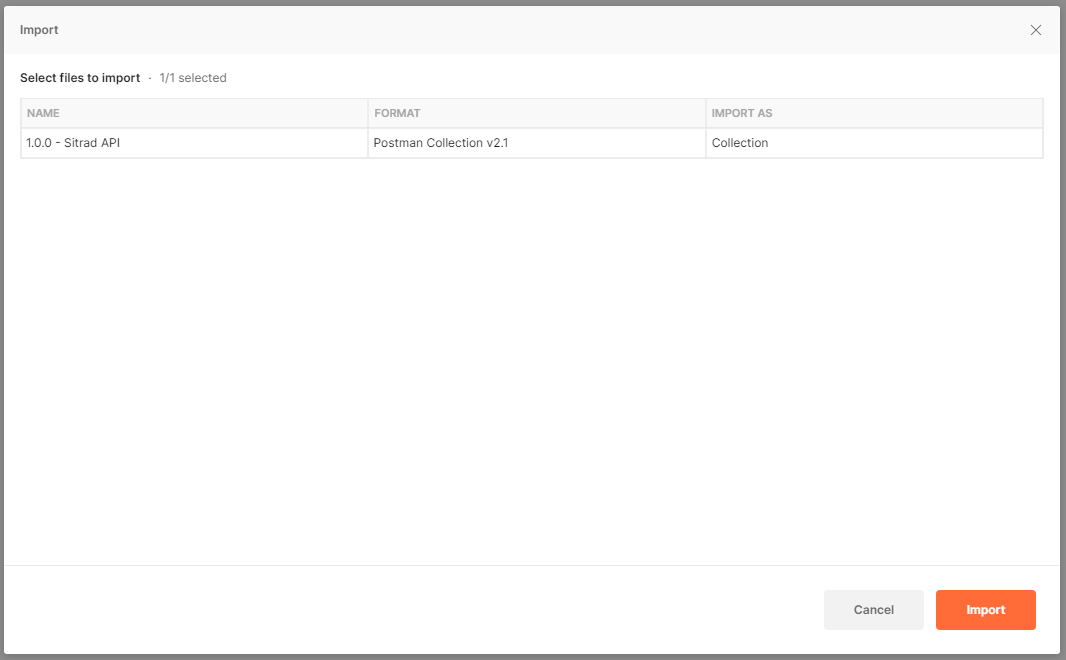 Import
Select files to import · 1/1 selected
NAME FORMAT IMPORT AS
1.0.0 - Sitrad API Postman Collection v2.1 Collection
Cancel Import